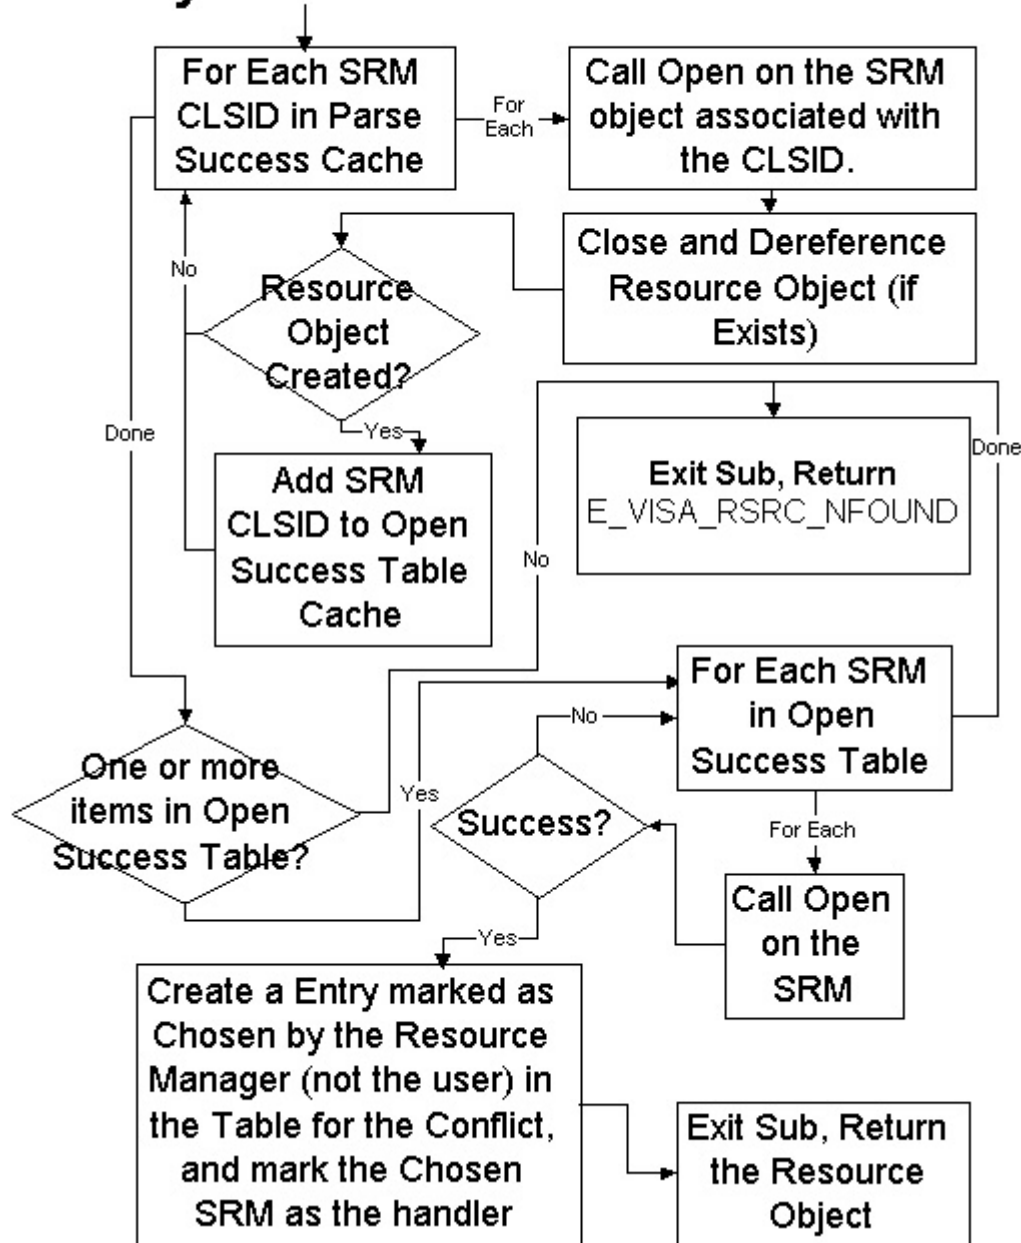 For Each SRM
CLSID in Parse
Success Cache
For
Each
Call Open on the SRM
object associated with
the CLSID.
Close and Dereference
Resource Object (if
Exists)
No
Resource
Object
Created?
Yes
Done
Add SRM
CLSID to Open
Success Table
Cache
Exit Sub, Return
E_VISA_RSRC_NFOUND
Done
No
For Each SRM
in Open
Success Table
One or more
items in Open
Success Table?
Yes
No
Success?
For Each
Call Open
on the
SRM
Yes
Create a Entry marked as
Chosen by the Resource
Manager (not the user) in
the Table for the Conflict,
and mark the Chosen
SRM as the handler
Exit Sub, Return
the Resource
Object